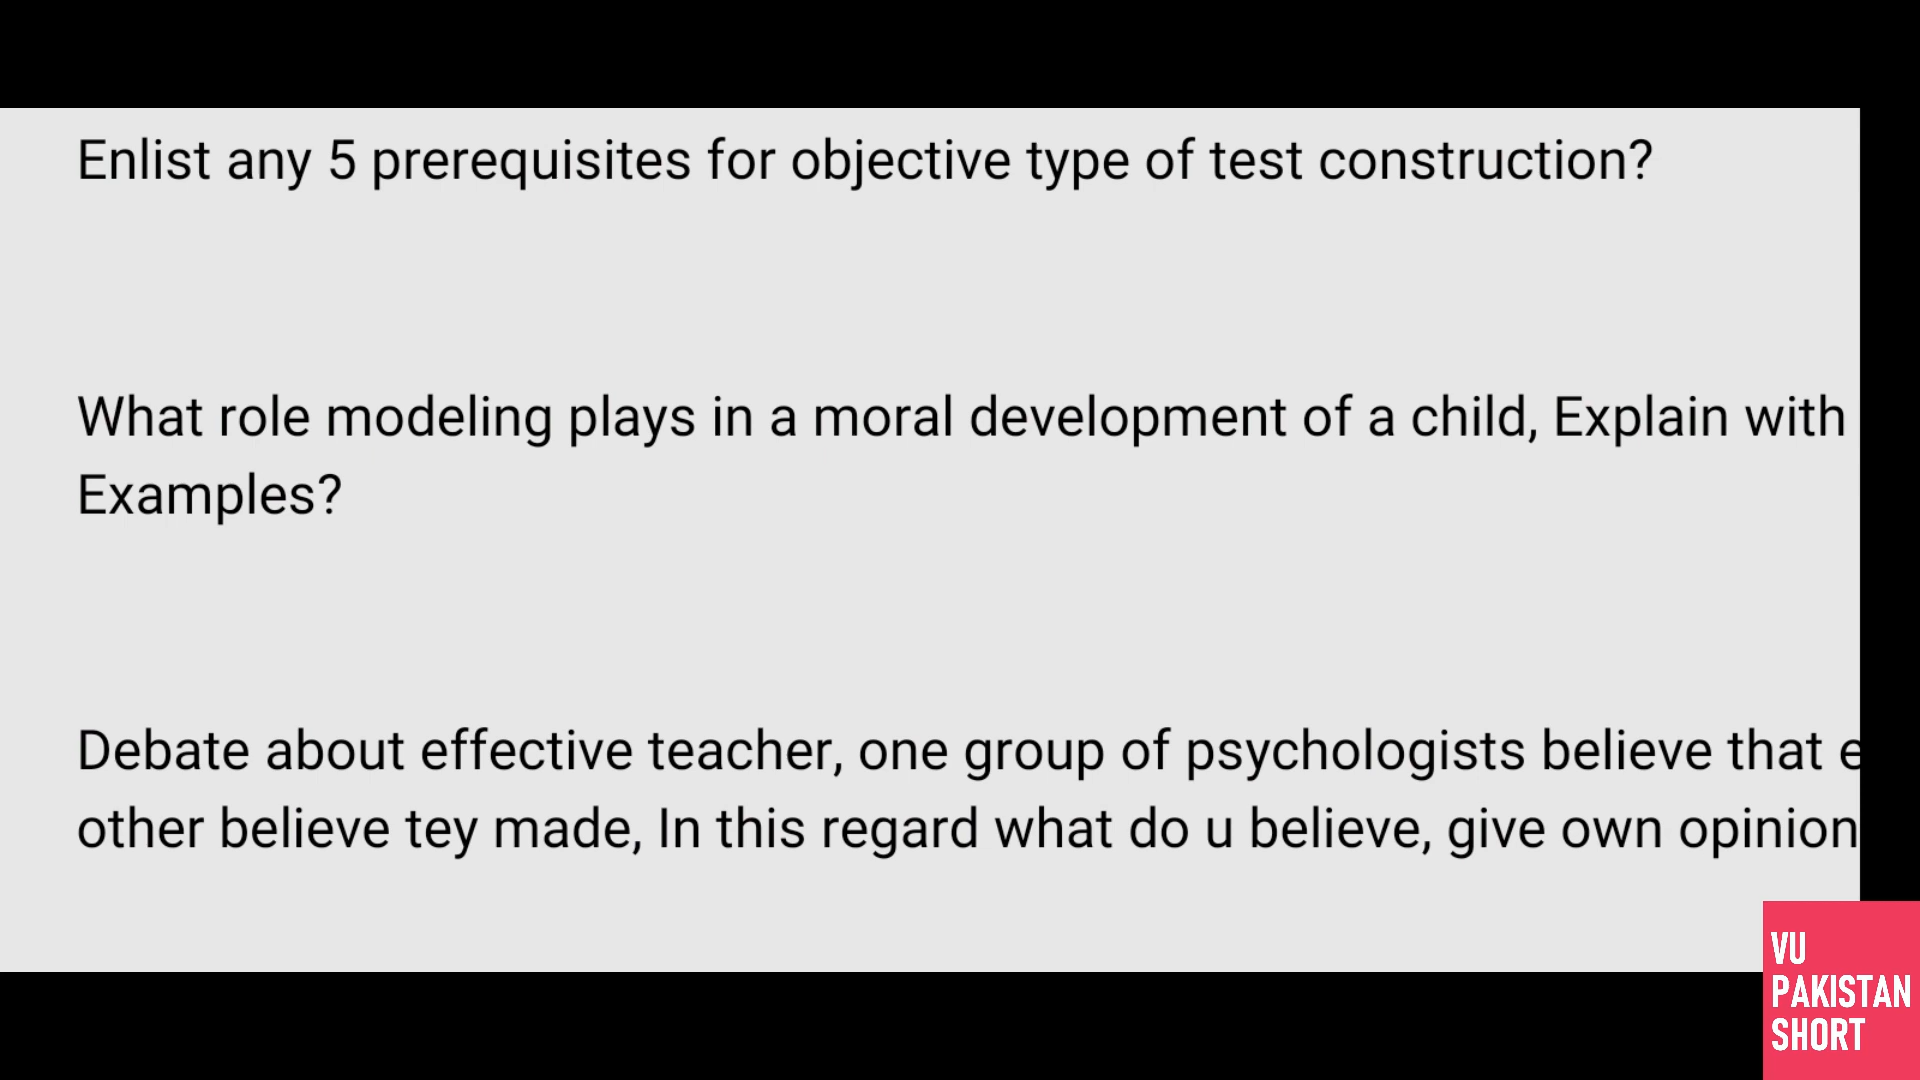 Enlist any 5 prerequisites for objective type of test construction?
What role modeling plays in a moral development of a child, Explain with
Examples?
Debate about effective teacher, one group of psychologists believe that
other believe tey made, In this regard what do u believe, give own opinion
VU
PAKISTAN
SHORT